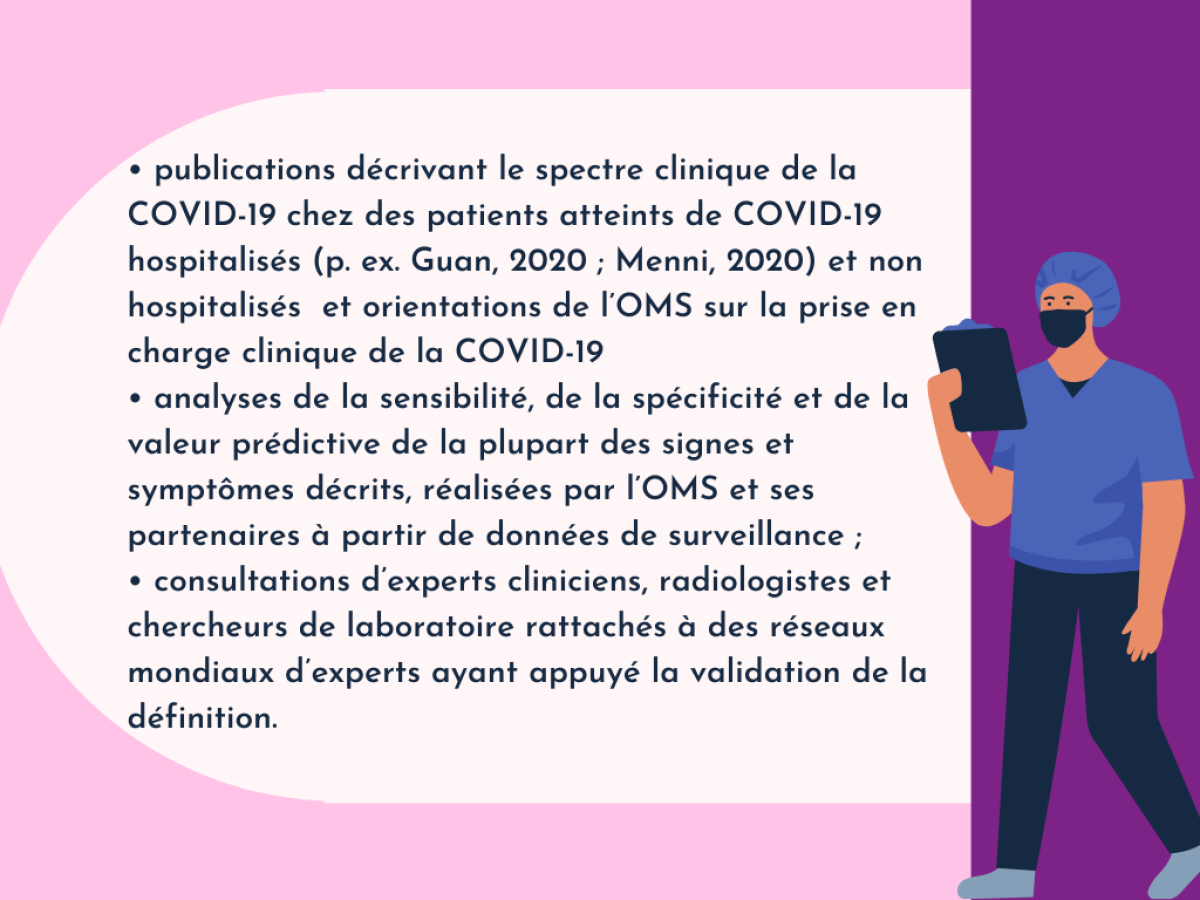 • publications décrivant le spectre clinique de la
COVID-19 chez des patients atteints de COVID-19
hospitalisés (p. ex. Guan, 2020 ; Menni, 2020) et non
hospitalisés  et orientations de l’OMS sur la prise en
charge clinique de la COVID-19
• analyses de la sensibilité, de la spécificité et de la
valeur prédictive de la plupart des signes et
symptômes décrits, réalisées par l’OMS et ses
partenaires à partir de données de surveillance ;
• consultations d’experts cliniciens, radiologistes et
chercheurs de laboratoire rattachés à des réseaux
mondiaux d’experts ayant appuyé la validation de la
définition.